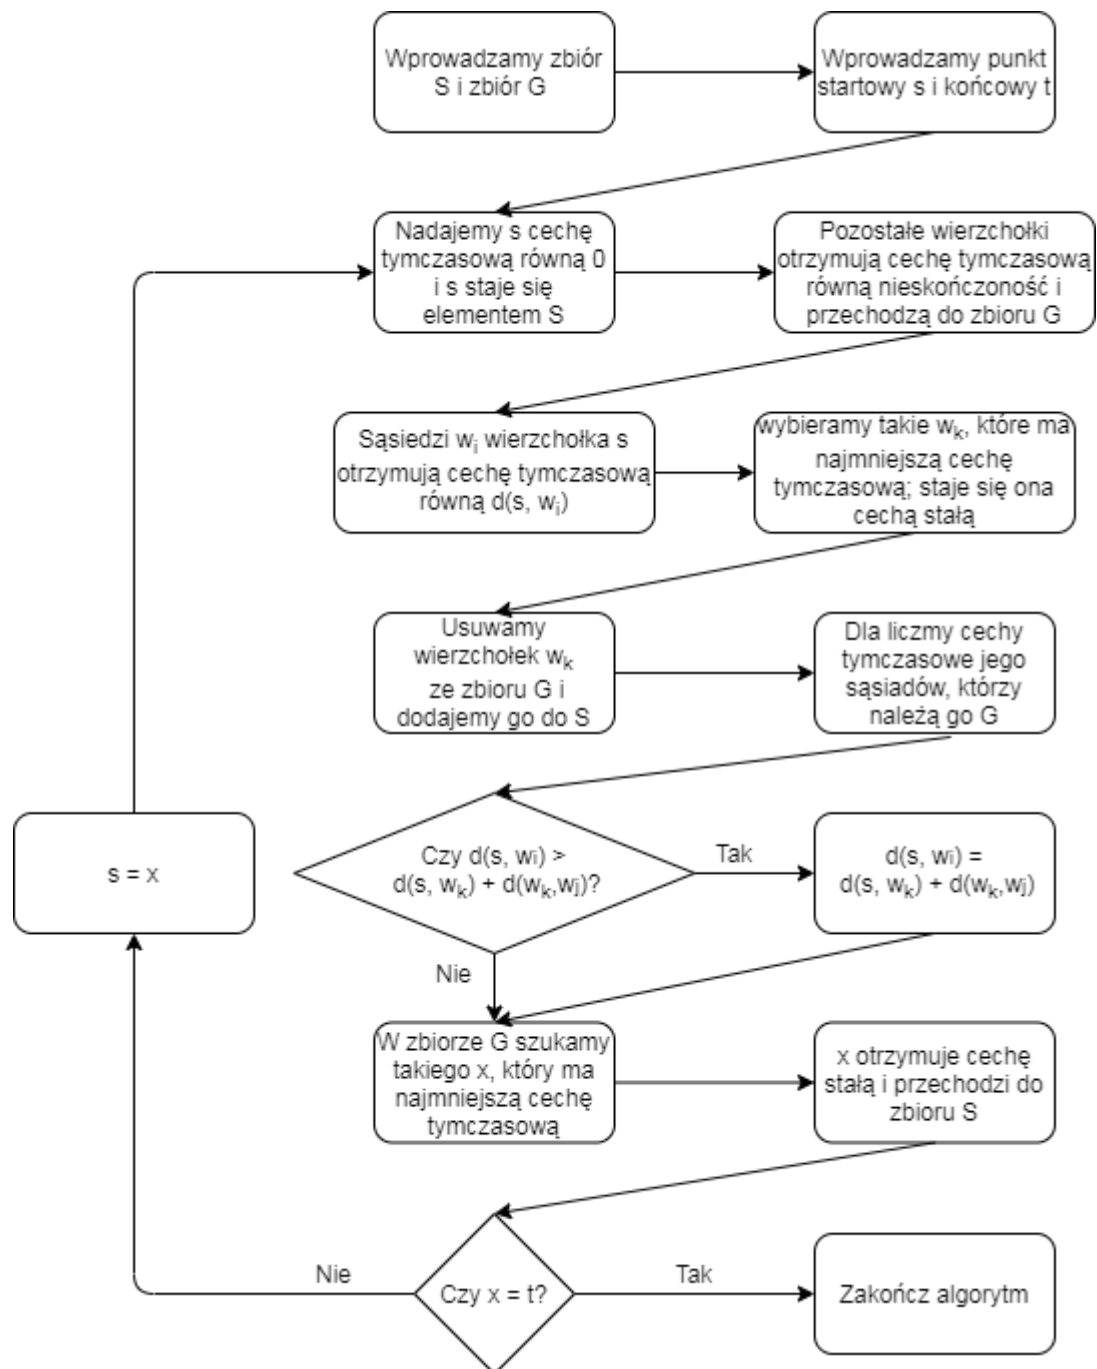 Wprowadzamy zbiór
S i zbiór G
Wprowadzamy punkt
startowy s i końcowy t
Nadajemy s cechę
tymczasową równą 0
i s staje się
elementem S
Pozostałe wierzchołki
otrzymują cechę tymczasową
równą nieskończoność i
przechodzą do zbioru G
Sąsiedzi wᵢ wierzchołka s
otrzymują cechę tymczasową
równą d(s, wᵢ)
wybieramy takie wₖ, które ma
najmniejszą cechę
tymczasową; staje się ona
cechą stałą
Usuwamy
wierzchołek wₖ
ze zbioru G i
dodajemy go do S
Dla liczmy cechy
tymczasowe jego
sąsiadów, którzy
należą go G
s = x
Czy d(s, wᵢ) >
d(s, wₖ) + d(wₖ,wⱼ)?
Tak
d(s, wᵢ) =
d(s, wₖ) + d(wₖ,wⱼ)
Nie
W zbiorze G szukamy
takiego x, który ma
najmniejszą cechę
tymczasową
x otrzymuje cechę
stałą i przechodzi do
zbioru S
Nie
Czy x = t?
Tak
Zakończ algorytm